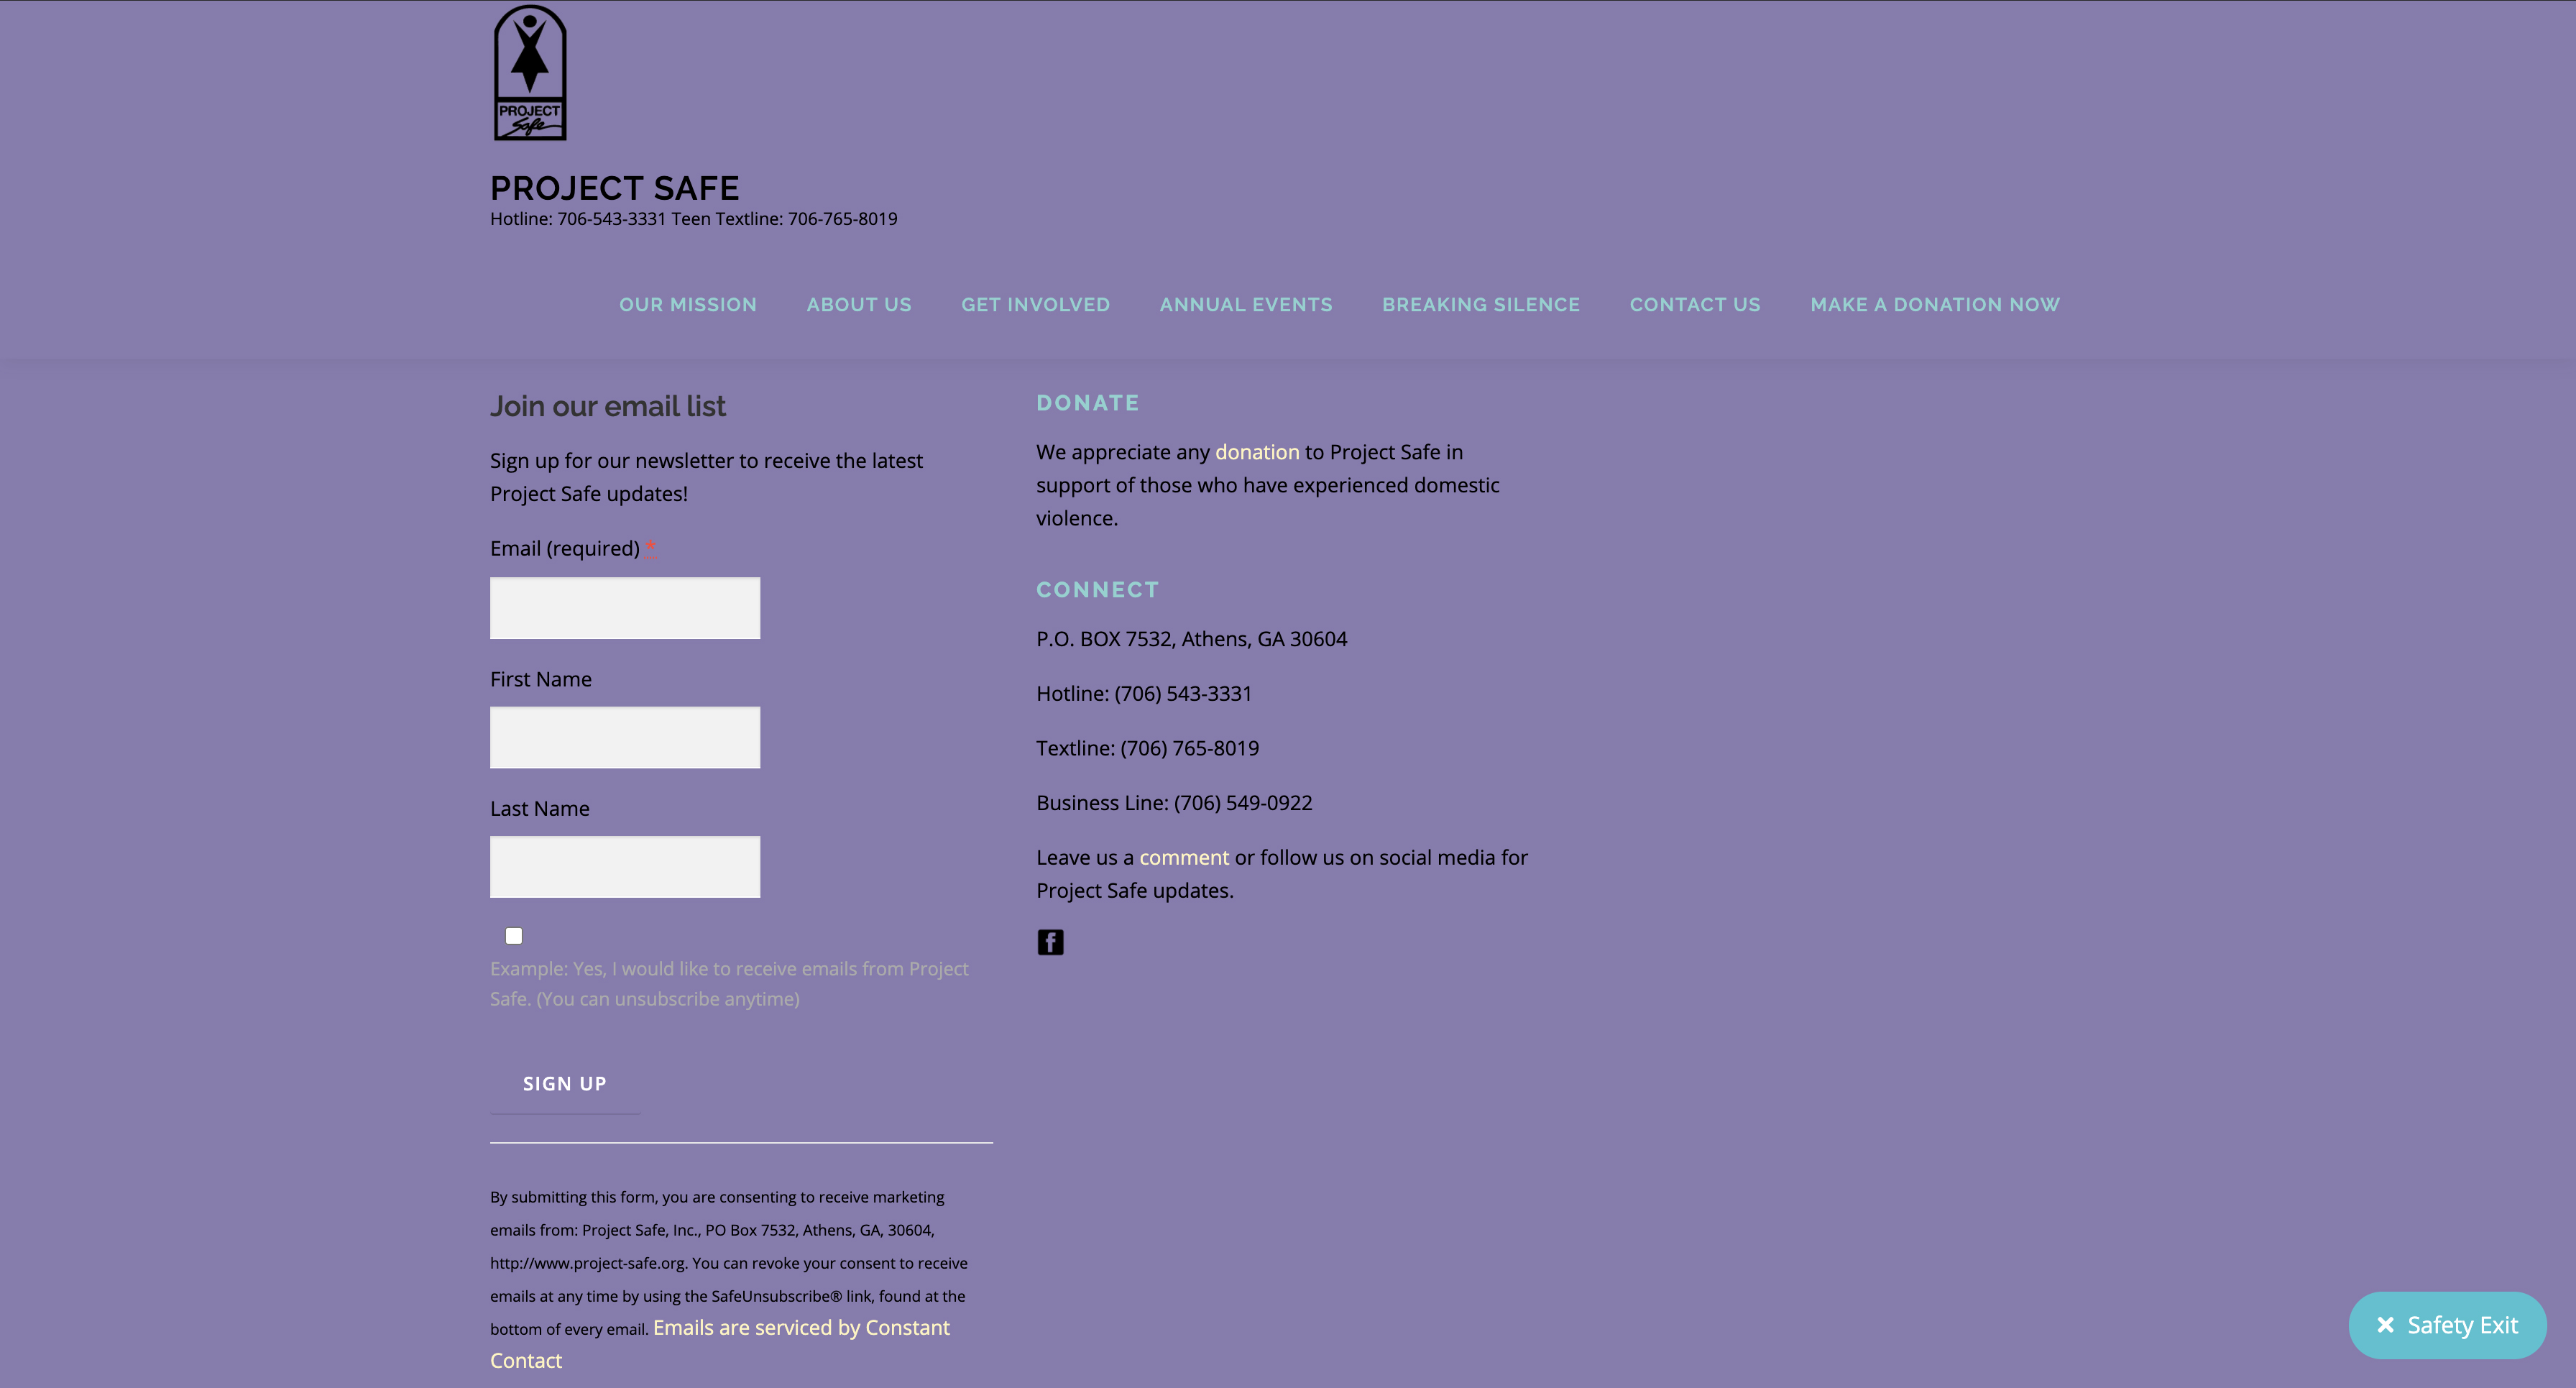 PROJECT
Safe
PROJECT SAFE
Hotline: 706-543-3331 Teen Textline: 706-765-8019
OUR MISSION ABOUT US GET INVOLVED ANNUAL EVENTS BREAKING SILENCE CONTACT US MAKE A DONATION NOW
Join our email list
Sign up for our newsletter to receive the latest
Project Safe updates!
Email (required) *
First Name
Last Name
Example: Yes, I would like to receive emails from Project
Safe. (You can unsubscribe anytime)
SIGN UP
By submitting this form, you are consenting to receive marketing
emails from: Project Safe, Inc., PO Box 7532, Athens, GA, 30604,
http://www.project-safe.org. You can revoke your consent to receive
emails at any time by using the SafeUnsubscribe® link, found at the
bottom of every email. Emails are serviced by Constant
Contact
DONATE
We appreciate any donation to Project Safe in
support of those who have experienced domestic
violence.
CONNECT
P.O. BOX 7532, Athens, GA 30604
Hotline: (706) 543-3331
Textline: (706) 765-8019
Business Line: (706) 549-0922
Leave us a comment or follow us on social media for
Project Safe updates.
f
Safety Exit